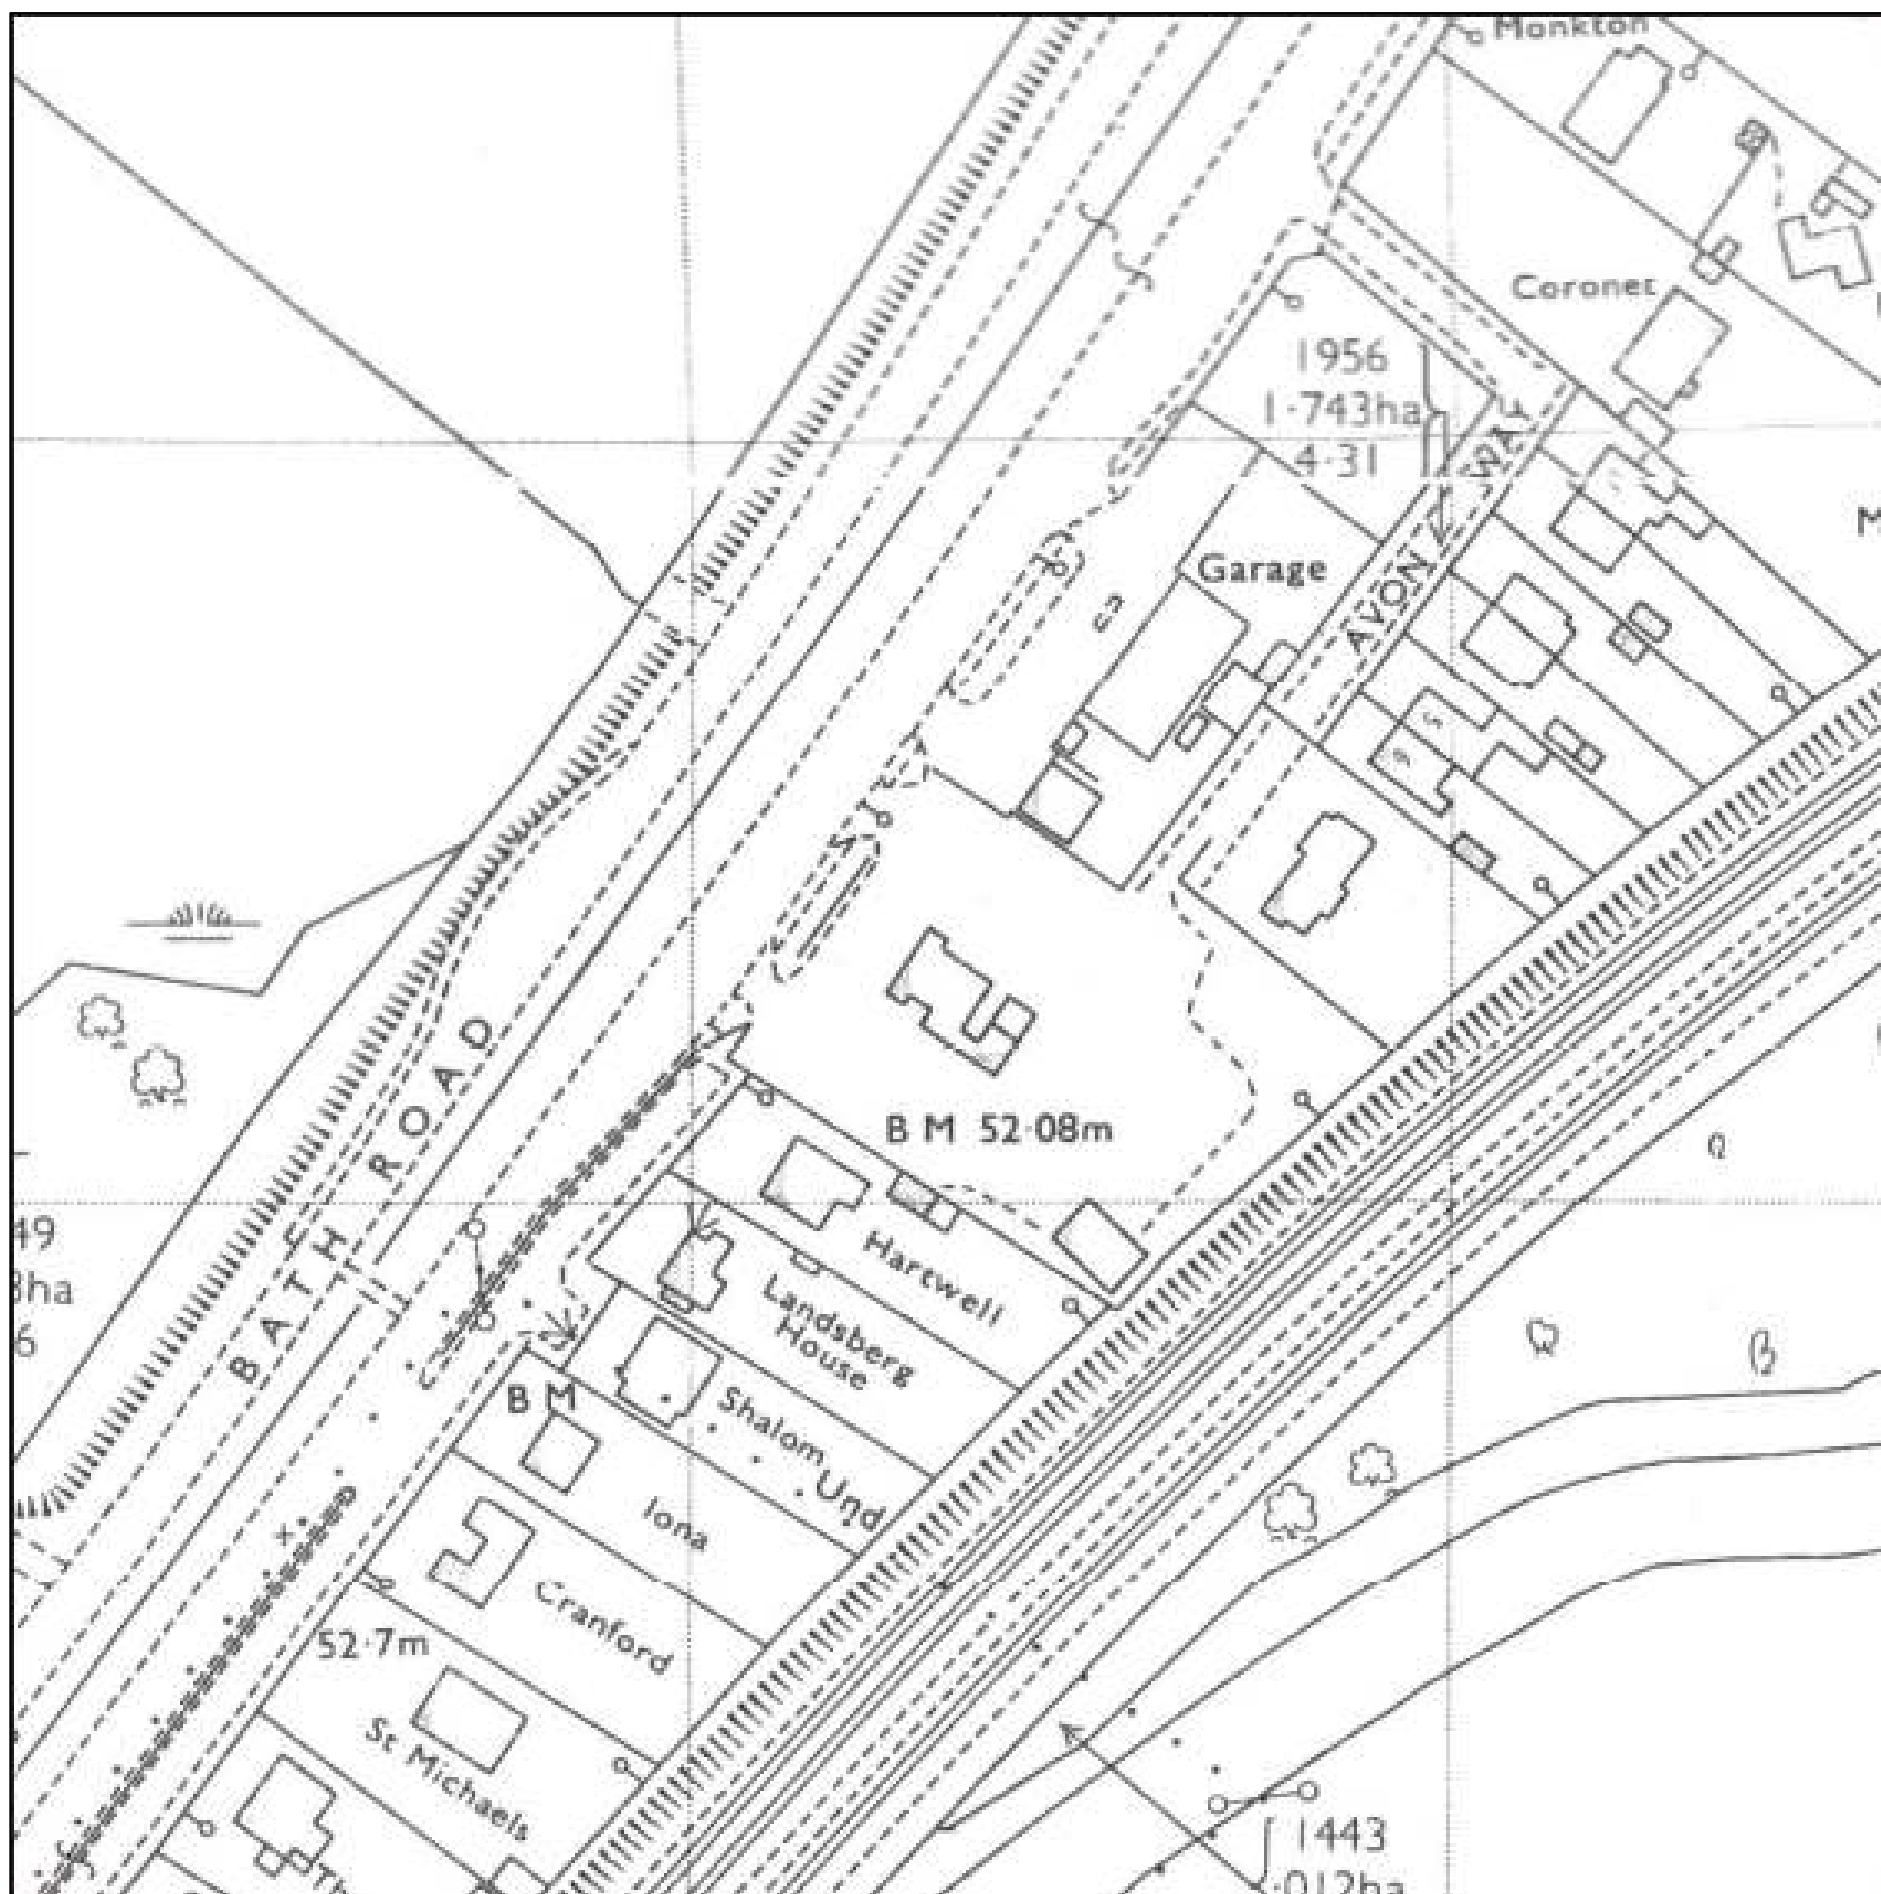 Monkton
Coronet
1956
1·743ha
4·31
AVON WAY
Garage
BATH ROAD
B M 52·08m
Hartwell
Landsberg
House
49
ha
6
B M
Shalom
Und
Iona
Cranford
52·7m
St Michaels
1443
·012ha